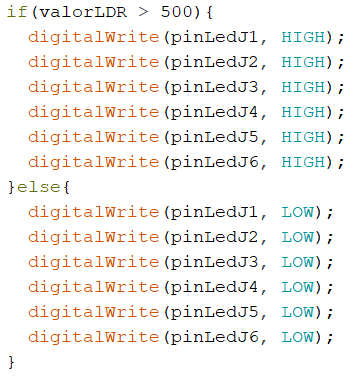 if(valorLDR > 500){
  digitalWrite(pinLedJ1, HIGH);
  digitalWrite(pinLedJ2, HIGH);
  digitalWrite(pinLedJ3, HIGH);
  digitalWrite(pinLedJ4, HIGH);
  digitalWrite(pinLedJ5, HIGH);
  digitalWrite(pinLedJ6, HIGH);
}else{
  digitalWrite(pinLedJ1, LOW);
  digitalWrite(pinLedJ2, LOW);
  digitalWrite(pinLedJ3, LOW);
  digitalWrite(pinLedJ4, LOW);
  digitalWrite(pinLedJ5, LOW);
  digitalWrite(pinLedJ6, LOW);
}